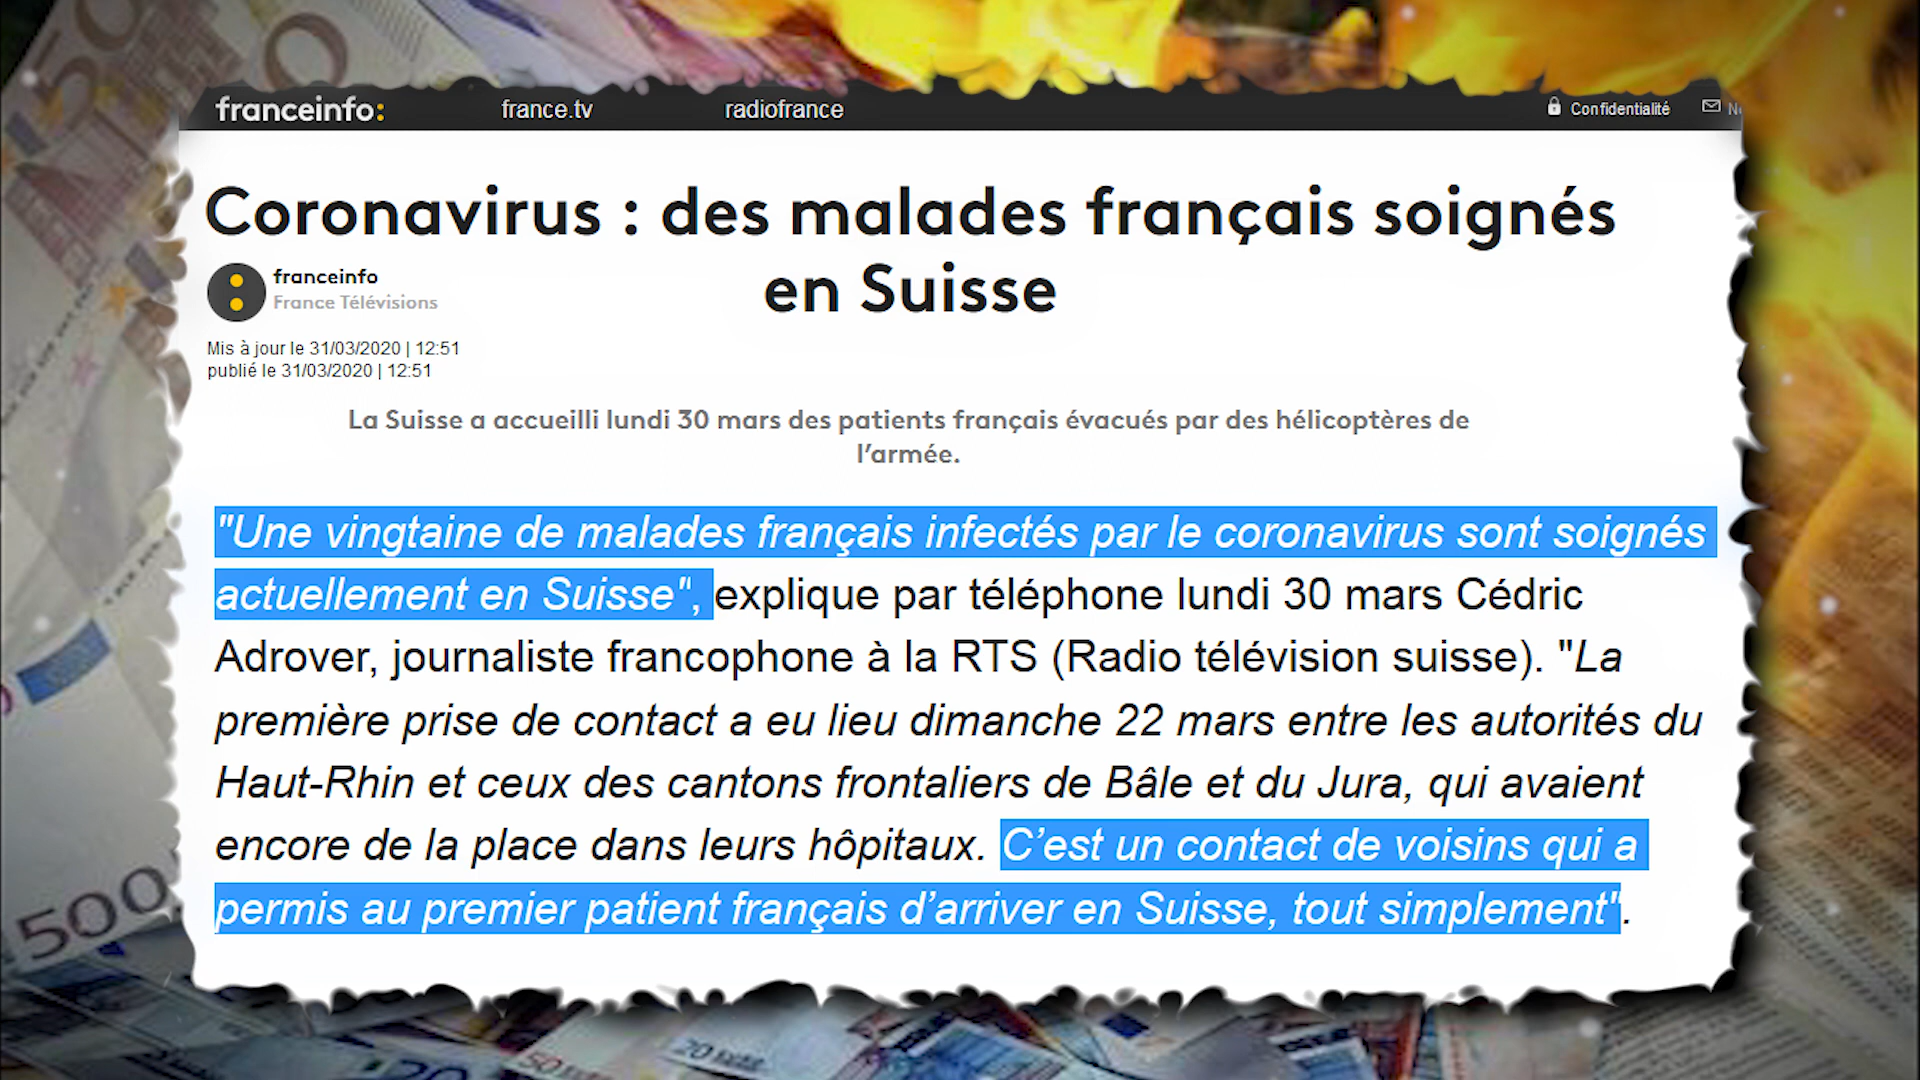 franceinfo: france.tv radiofrance Confidentialité
Coronavirus : des malades français soignés
en Suisse
franceinfo
France Télévisions
Mis à jour le 31/03/2020 | 12:51
publié le 31/03/2020 | 12:51
La Suisse a accueilli lundi 30 mars des patients français évacués par des hélicoptères de
l’armée.
"Une vingtaine de malades français infectés par le coronavirus sont soignés
actuellement en Suisse", explique par téléphone lundi 30 mars Cédric
Adrover, journaliste francophone à la RTS (Radio télévision suisse). "La
première prise de contact a eu lieu dimanche 22 mars entre les autorités du
Haut-Rhin et ceux des cantons frontaliers de Bâle et du Jura, qui avaient
encore de la place dans leurs hôpitaux. C’est un contact de voisins qui a
permis au premier patient français d’arriver en Suisse, tout simplement".
500
50
20
20